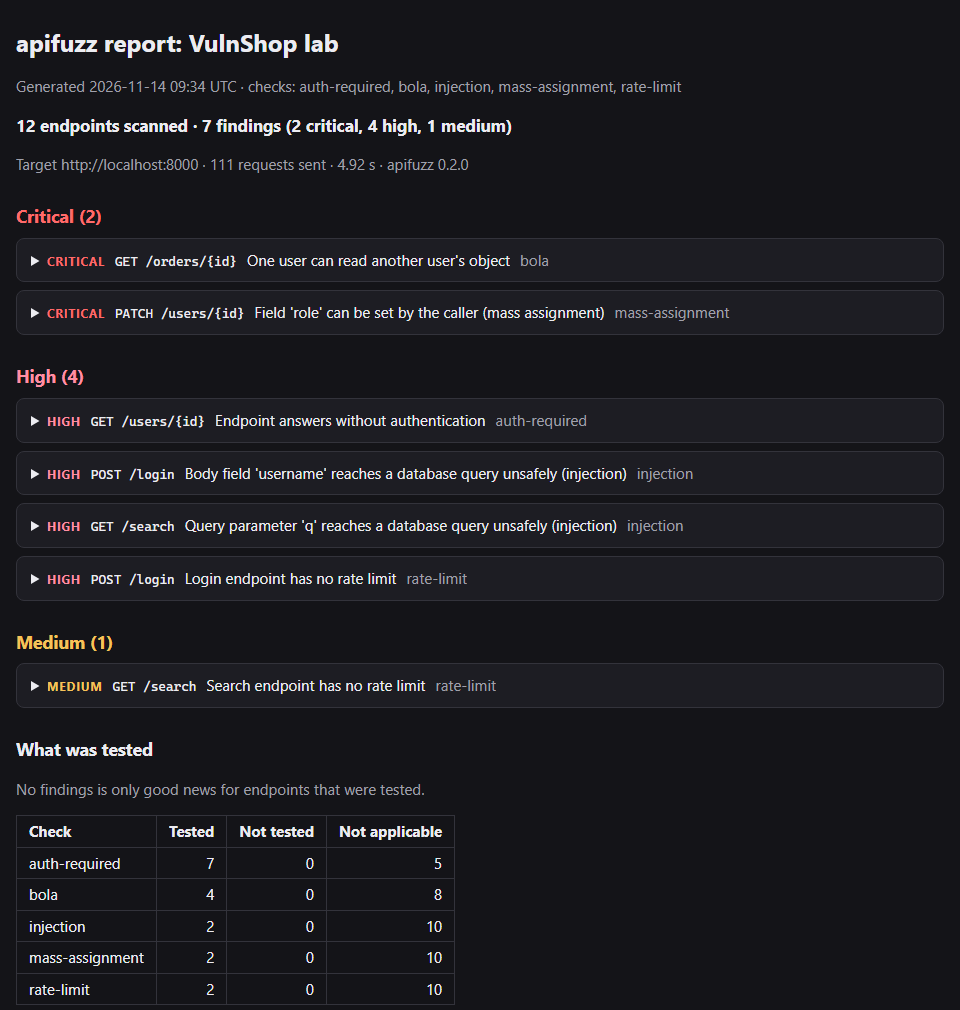 apifuzz report: VulnShop lab
Generated 2026-11-14 09:34 UTC · checks: auth-required, bola, injection, mass-assignment, rate-limit
12 endpoints scanned · 7 findings (2 critical, 4 high, 1 medium)
Target http://localhost:8000 · 111 requests sent · 4.92 s · apifuzz 0.2.0
Critical (2)
CRITICAL GET /orders/{id} One user can read another user's object bola
CRITICAL PATCH /users/{id} Field 'role' can be set by the caller (mass assignment) mass-assignment
High (4)
HIGH GET /users/{id} Endpoint answers without authentication auth-required
HIGH POST /login Body field 'username' reaches a database query unsafely (injection) injection
HIGH GET /search Query parameter 'q' reaches a database query unsafely (injection) injection
HIGH POST /login Login endpoint has no rate limit rate-limit
Medium (1)
MEDIUM GET /search Search endpoint has no rate limit rate-limit
What was tested
No findings is only good news for endpoints that were tested.
Check Tested Not tested Not applicable
auth-required 7 0 5
bola 4 0 8
injection 2 0 10
mass-assignment 2 0 10
rate-limit 2 0 10